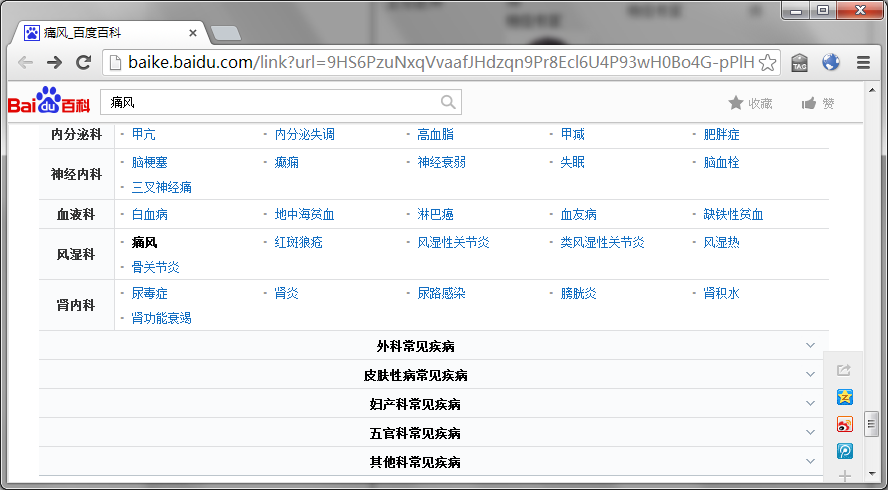 痛风_百度百科
baike.baidu.com/link?url=9HS6PzuNxqVvaafJHdzqn9Pr8Ecl6U4P93wH0Bo4G-pPlH
TAG
Bai du 百科 痛风 收藏 赞
内分泌科 - 甲亢 - 内分泌失调 - 高血脂 - 甲减 - 肥胖症
神经内科 - 脑梗塞 - 癫痫 - 神经衰弱 - 失眠 - 脑血栓
- 三叉神经痛
血液科 - 白血病 - 地中海贫血 - 淋巴癌 - 血友病 - 缺铁性贫血
风湿科 - 痛风 - 红斑狼疮 - 风湿性关节炎 - 类风湿性关节炎 - 风湿热
- 骨关节炎
肾内科 - 尿毒症 - 肾炎 - 尿路感染 - 膀胱炎 - 肾积水
- 肾功能衰竭
外科常见疾病
皮肤性病常见疾病
妇产科常见疾病
五官科常见疾病
其他科常见疾病